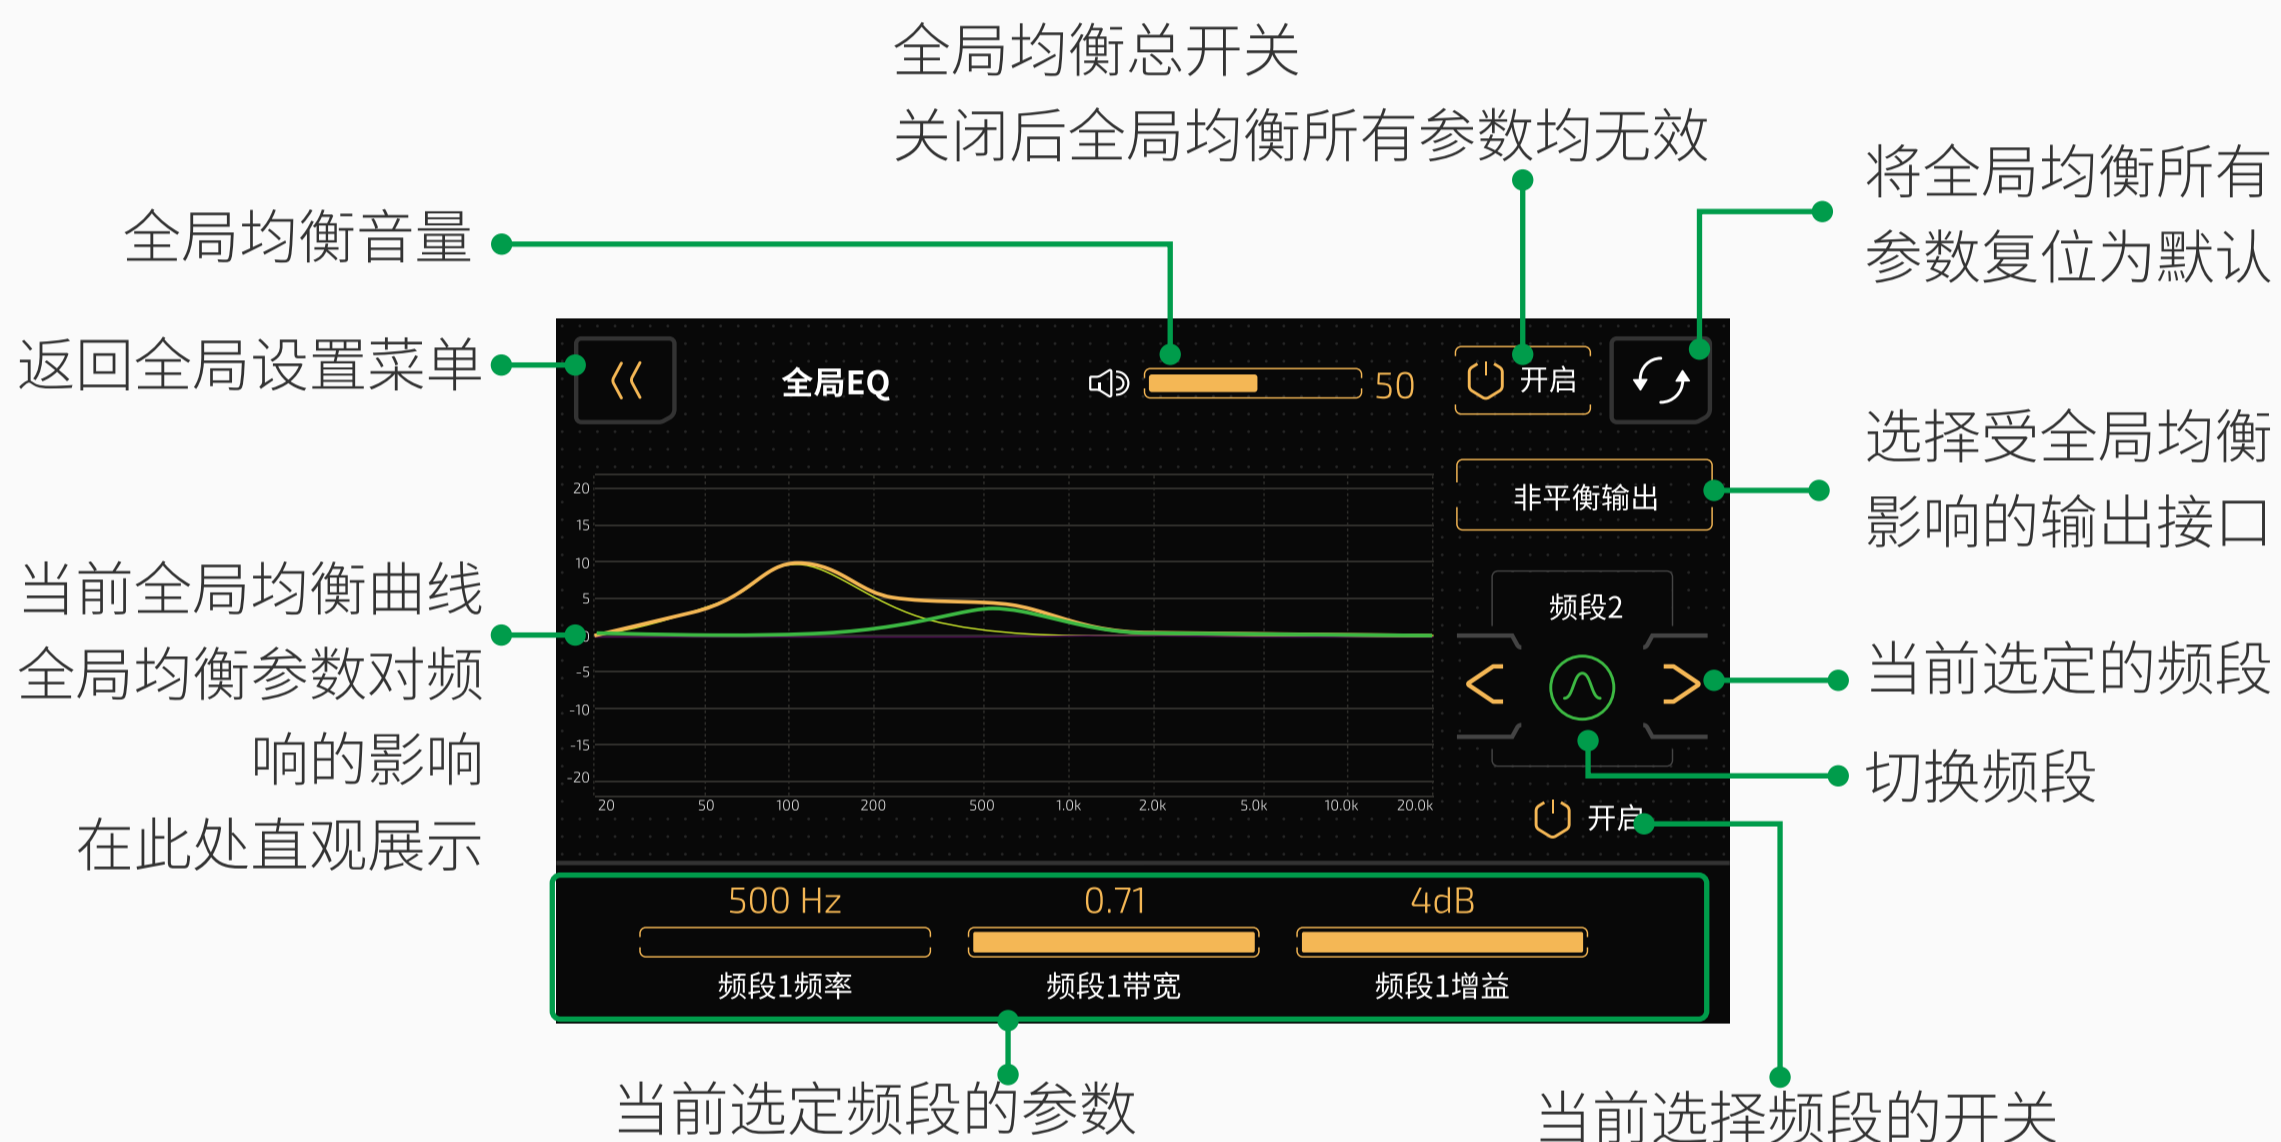 全局均衡总开关
关闭后全局均衡所有参数均无效
将全局均衡所有
参数复位为默认
全局均衡音量
返回全局设置菜单
全局EQ
50
开启
选择受全局均衡
影响的输出接口
非平衡输出
当前全局均衡曲线
全局均衡参数对频
响的影响
在此处直观展示
20
15
10
5
0
-5
-10
-15
-20
20 50 100 200 500 1.0k 2.0k 5.0k 10.0k 20.0k
频段2
当前选定的频段
切换频段
开启
500 Hz 0.71 4dB
频段1频率 频段1带宽 频段1增益
当前选定频段的参数
当前选择频段的开关